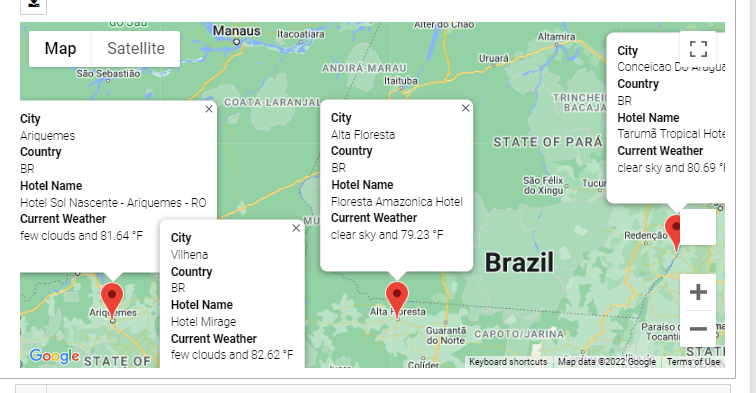 do Jaú
Manaus
Itacoatiara
Alter do Chão
Altamira
Map
Satellite
São Sebastião
ANDIRÁ-MARAU
Itaituba
Uruará
COATA-LARANJAL
TRINCHEI
BACAJA
STATE OF PARÁ
São Félix
do Xingu
Tucur
City
Ariquemes
Country
BR
Hotel Name
Hotel Sol Nascente - Ariquemes - RO
Current Weather
few clouds and 81.64 °F
City
Vilhena
Country
BR
Hotel Name
Hotel Mirage
Current Weather
few clouds and 82.62 °F
City
Alta Floresta
Country
BR
Hotel Name
Floresta Amazonica Hotel
Current Weather
clear sky and 79.23 °F
City
Conceicao Do Aragua
Country
BR
Hotel Name
Tarumã Tropical Hote
Current Weather
clear sky and 80.69 °F
MU
Redenção
Brazil
Ariquemes
Alta Floresta
Guarantã
do Norte
CAPOTO/JARINA
Paraíso
Tocanti
Colíder
STATE OF
STATI
Google
Keyboard shortcuts
Map data ©2022 Google
Terms of Use